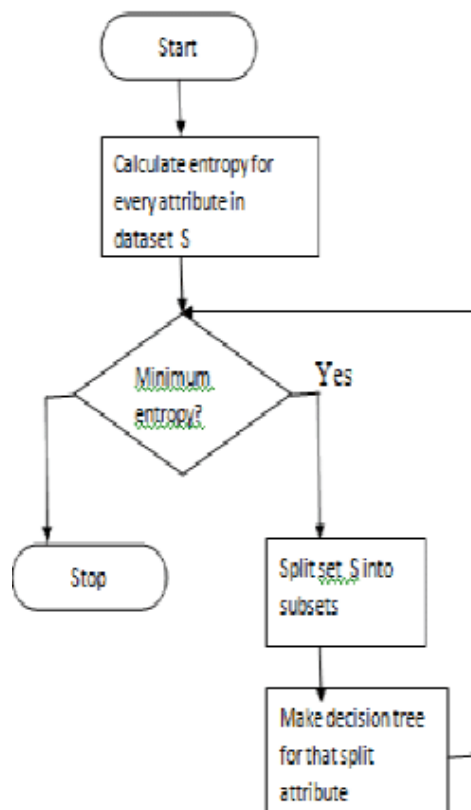 Start
Calculate entropy for
every attribute in
dataset S
Minimum
entropy?
Yes
Stop
Split set S into
subsets
Make decision tree
for that split
attribute